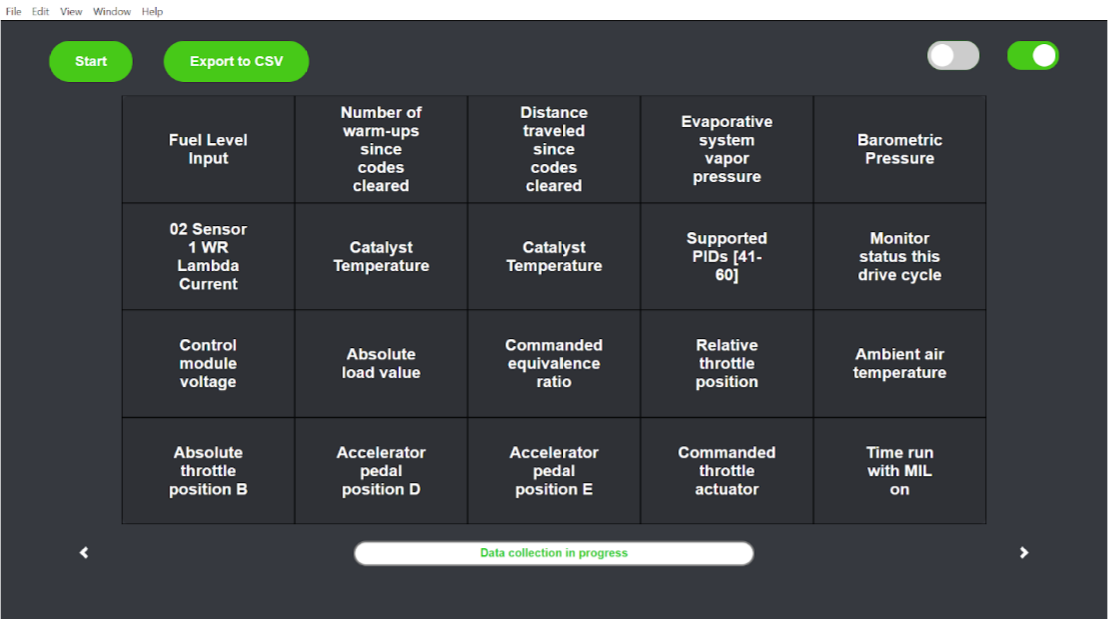 File Edit View Window Help
Start
Export to CSV
Fuel Level
Input
Number of
warm-ups
since
codes
cleared
Distance
traveled
since
codes
cleared
Evaporative
system
vapor
pressure
Barometric
Pressure
02 Sensor
1 WR
Lambda
Current
Catalyst
Temperature
Catalyst
Temperature
Supported
PIDs [41-
60]
Monitor
status this
drive cycle
Control
module
voltage
Absolute
load value
Commanded
equivalence
ratio
Relative
throttle
position
Ambient air
temperature
Absolute
throttle
position B
Accelerator
pedal
position D
Accelerator
pedal
position E
Commanded
throttle
actuator
Time run
with MIL
on
Data collection in progress